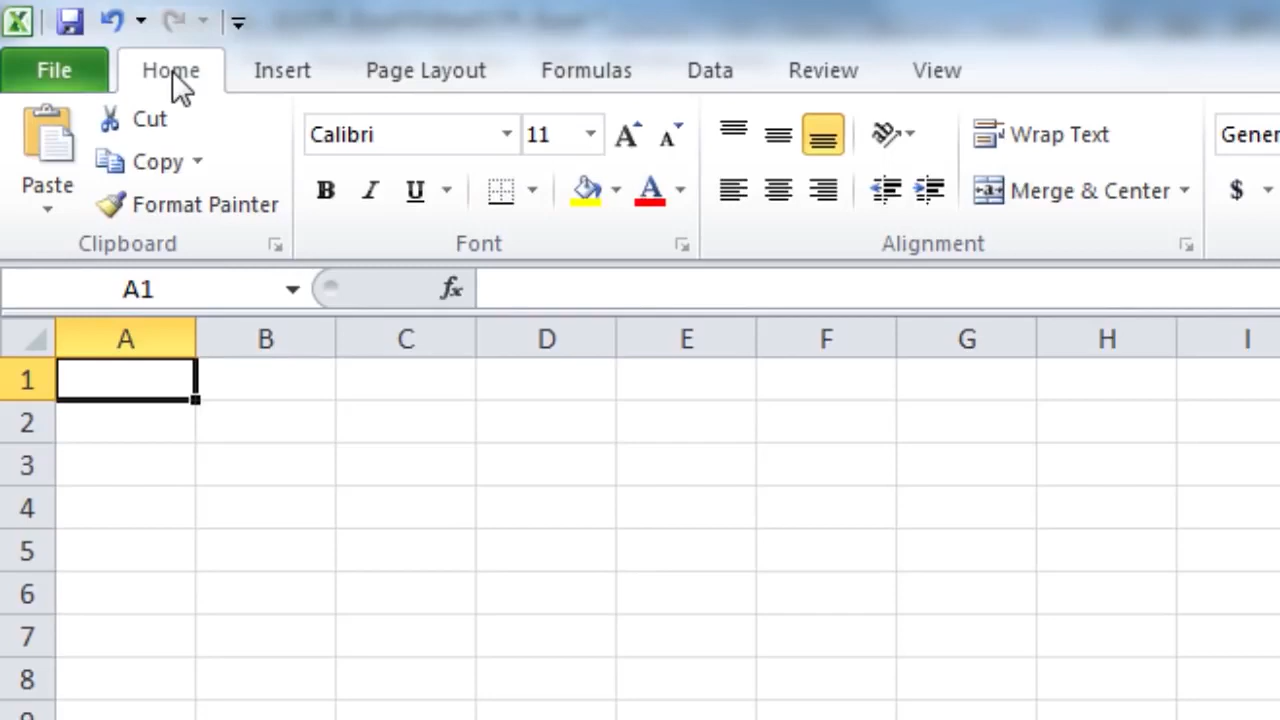 File Home Insert Page Layout Formulas Data Review View
Cut
Copy
Paste
Format Painter
Clipboard
Calibri 11
B I U A
Font
Wrap Text
Merge & Center
Alignment
Gener
$
A1 fx
A B C D E F G H I
1
2
3
4
5
6
7
8